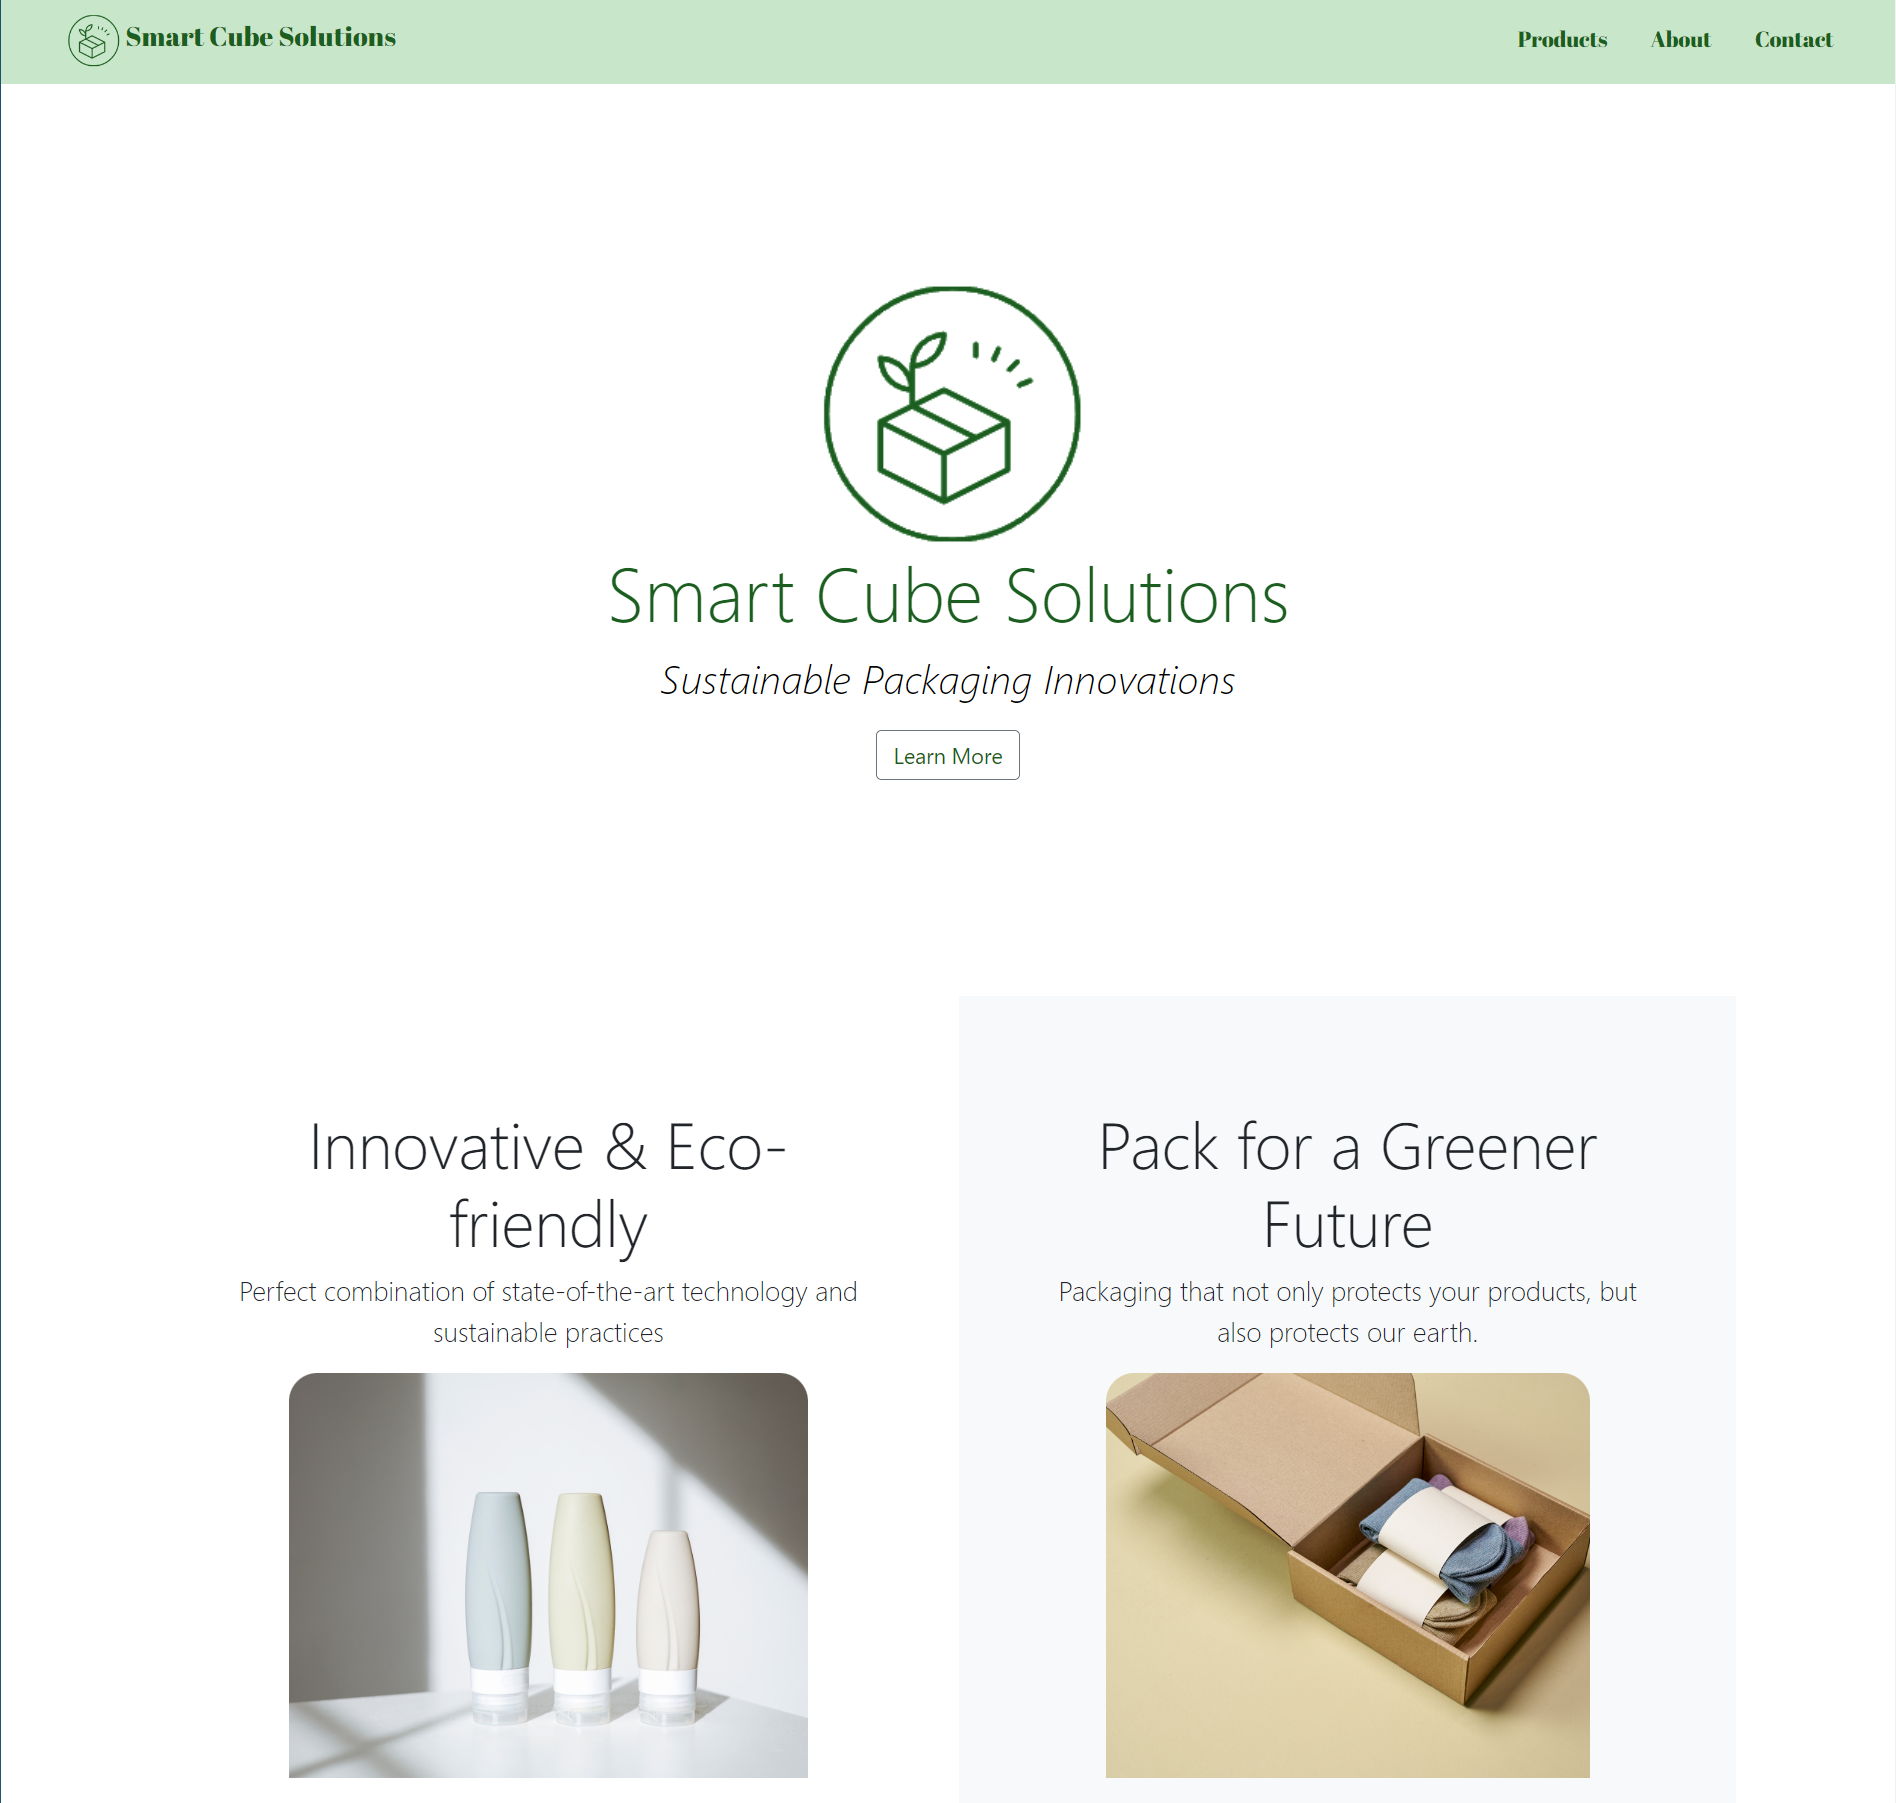 Smart Cube Solutions
Products About Contact
Smart Cube Solutions
Sustainable Packaging Innovations
Learn More
Innovative & Eco-
friendly
Perfect combination of state-of-the-art technology and
sustainable practices
Pack for a Greener
Future
Packaging that not only protects your products, but
also protects our earth.